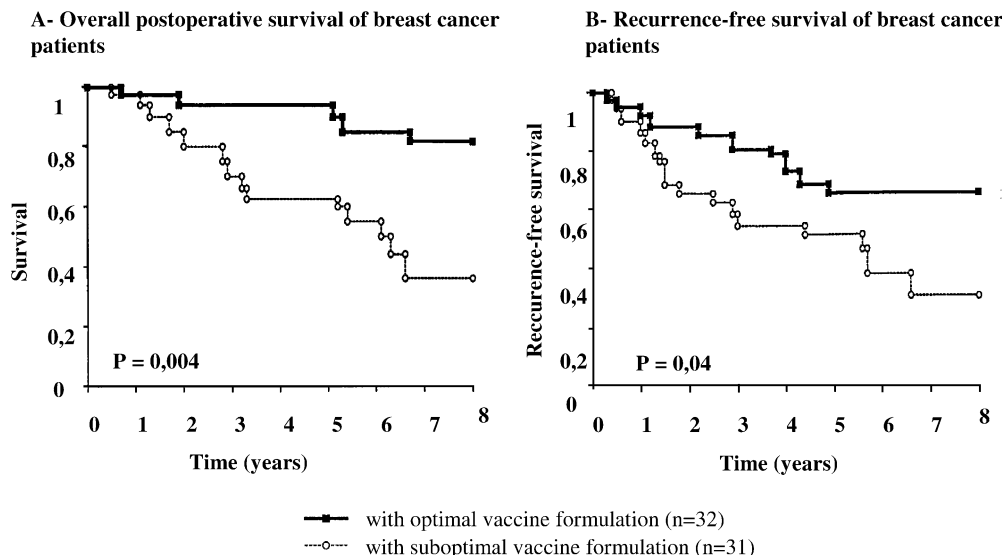 A- Overall postoperative survival of breast cancer
patients
B- Recurrence-free survival of breast cancer
patients
Survival
1
0,8
0,6
0,4
0,2
0
P = 0,004
0 1 2 3 4 5 6 7 8
Time (years)
Reccurence-free survival
1
0,8
0,6
0,4
0,2
0
P = 0,04
0 1 2 3 4 5 6 7 8
Time (years)
with optimal vaccine formulation (n=32)
with suboptimal vaccine formulation (n=31)